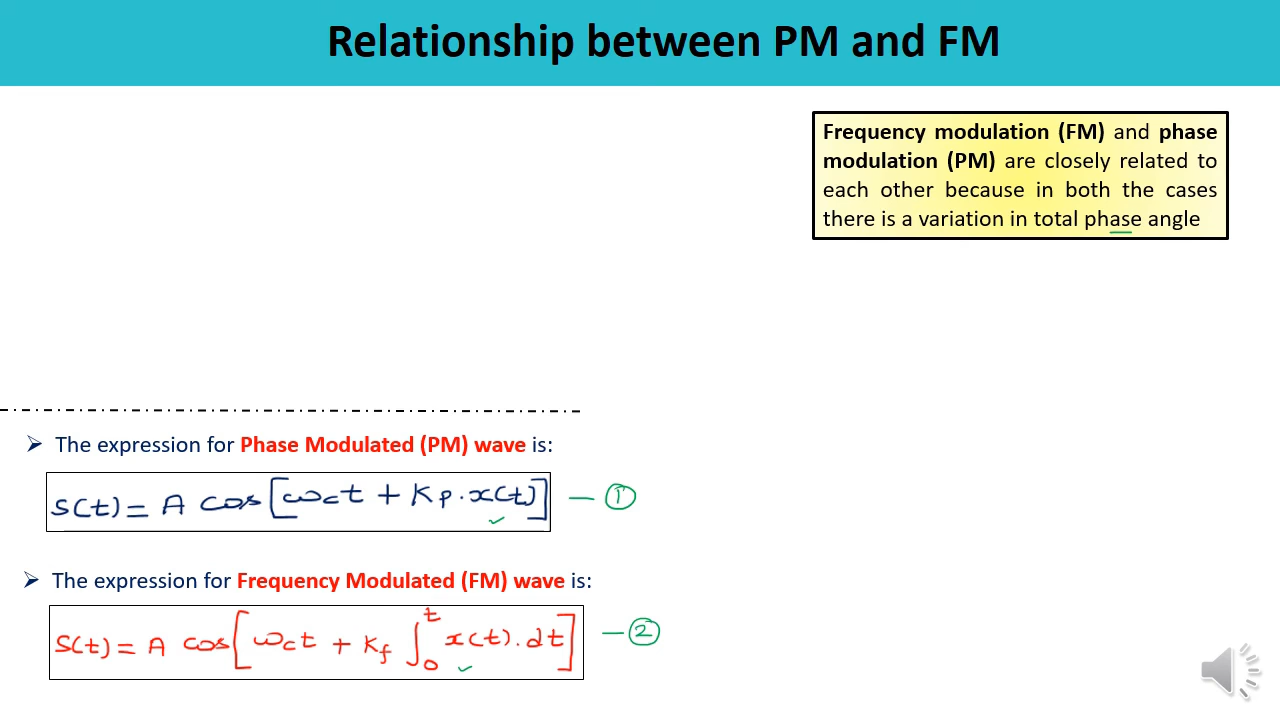 Relationship between PM and FM
Frequency modulation (FM) and phase
modulation (PM) are closely related to
each other because in both the cases
there is a variation in total phase angle
➢ The expression for Phase Modulated (PM) wave is:
s(t) = A cos[ωct + Kp · x(t)] — ①
➢ The expression for Frequency Modulated (FM) wave is:
s(t) = A cos[ωct + Kf ∫₀ᵗ x(t) . dt] — ②